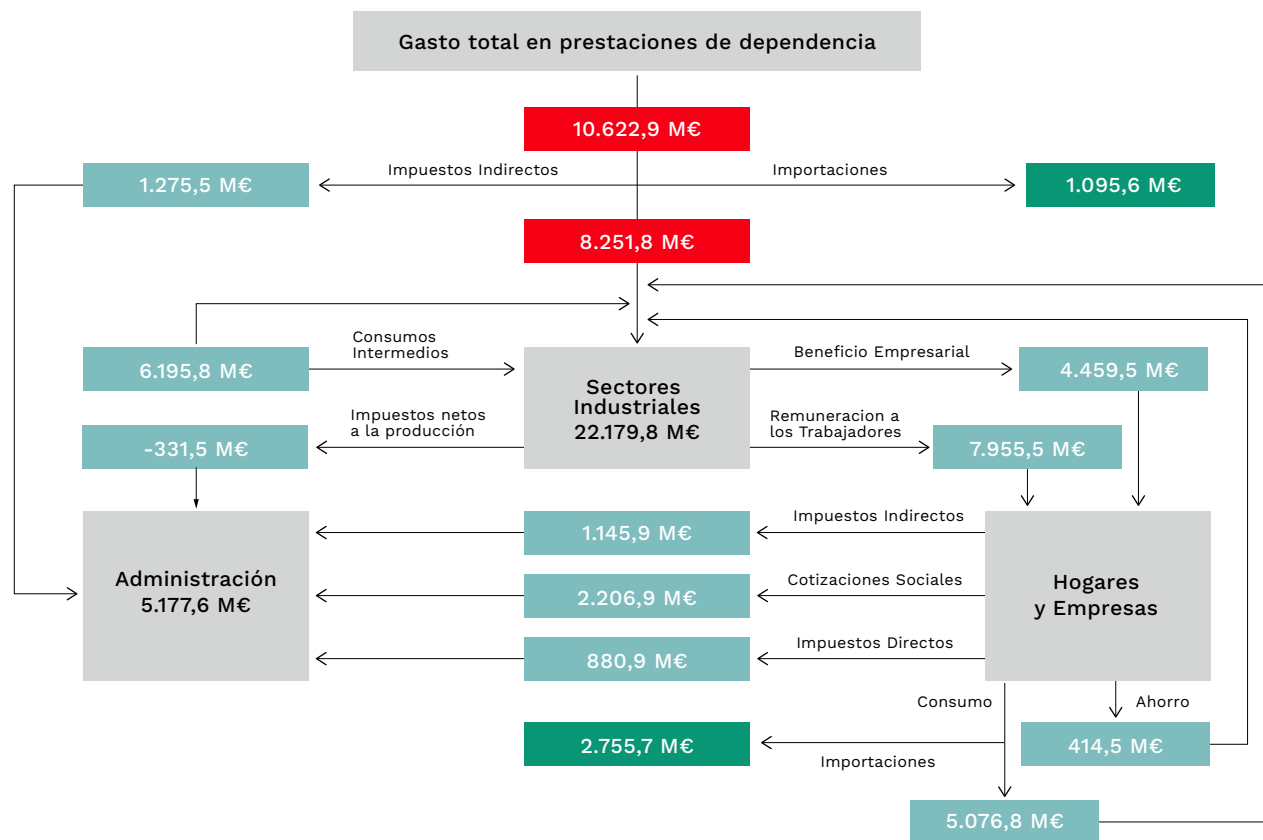 Gasto total en prestaciones de dependencia
10.622,9 M€
Impuestos Indirectos
Importaciones
1.275,5 M€
1.095,6 M€
8.251,8 M€
Consumos
Intermedios
Beneficio Empresarial
6.195,8 M€
Sectores
Industriales
22.179,8 M€
4.459,5 M€
Impuestos netos
a la producción
Remuneracion a
los Trabajadores
-331,5 M€
7.955,5 M€
Impuestos Indirectos
1.145,9 M€
Administración
5.177,6 M€
Cotizaciones Sociales
2.206,9 M€
Hogares
y Empresas
Impuestos Directos
880,9 M€
Consumo
Ahorro
2.755,7 M€
414,5 M€
Importaciones
5.076,8 M€